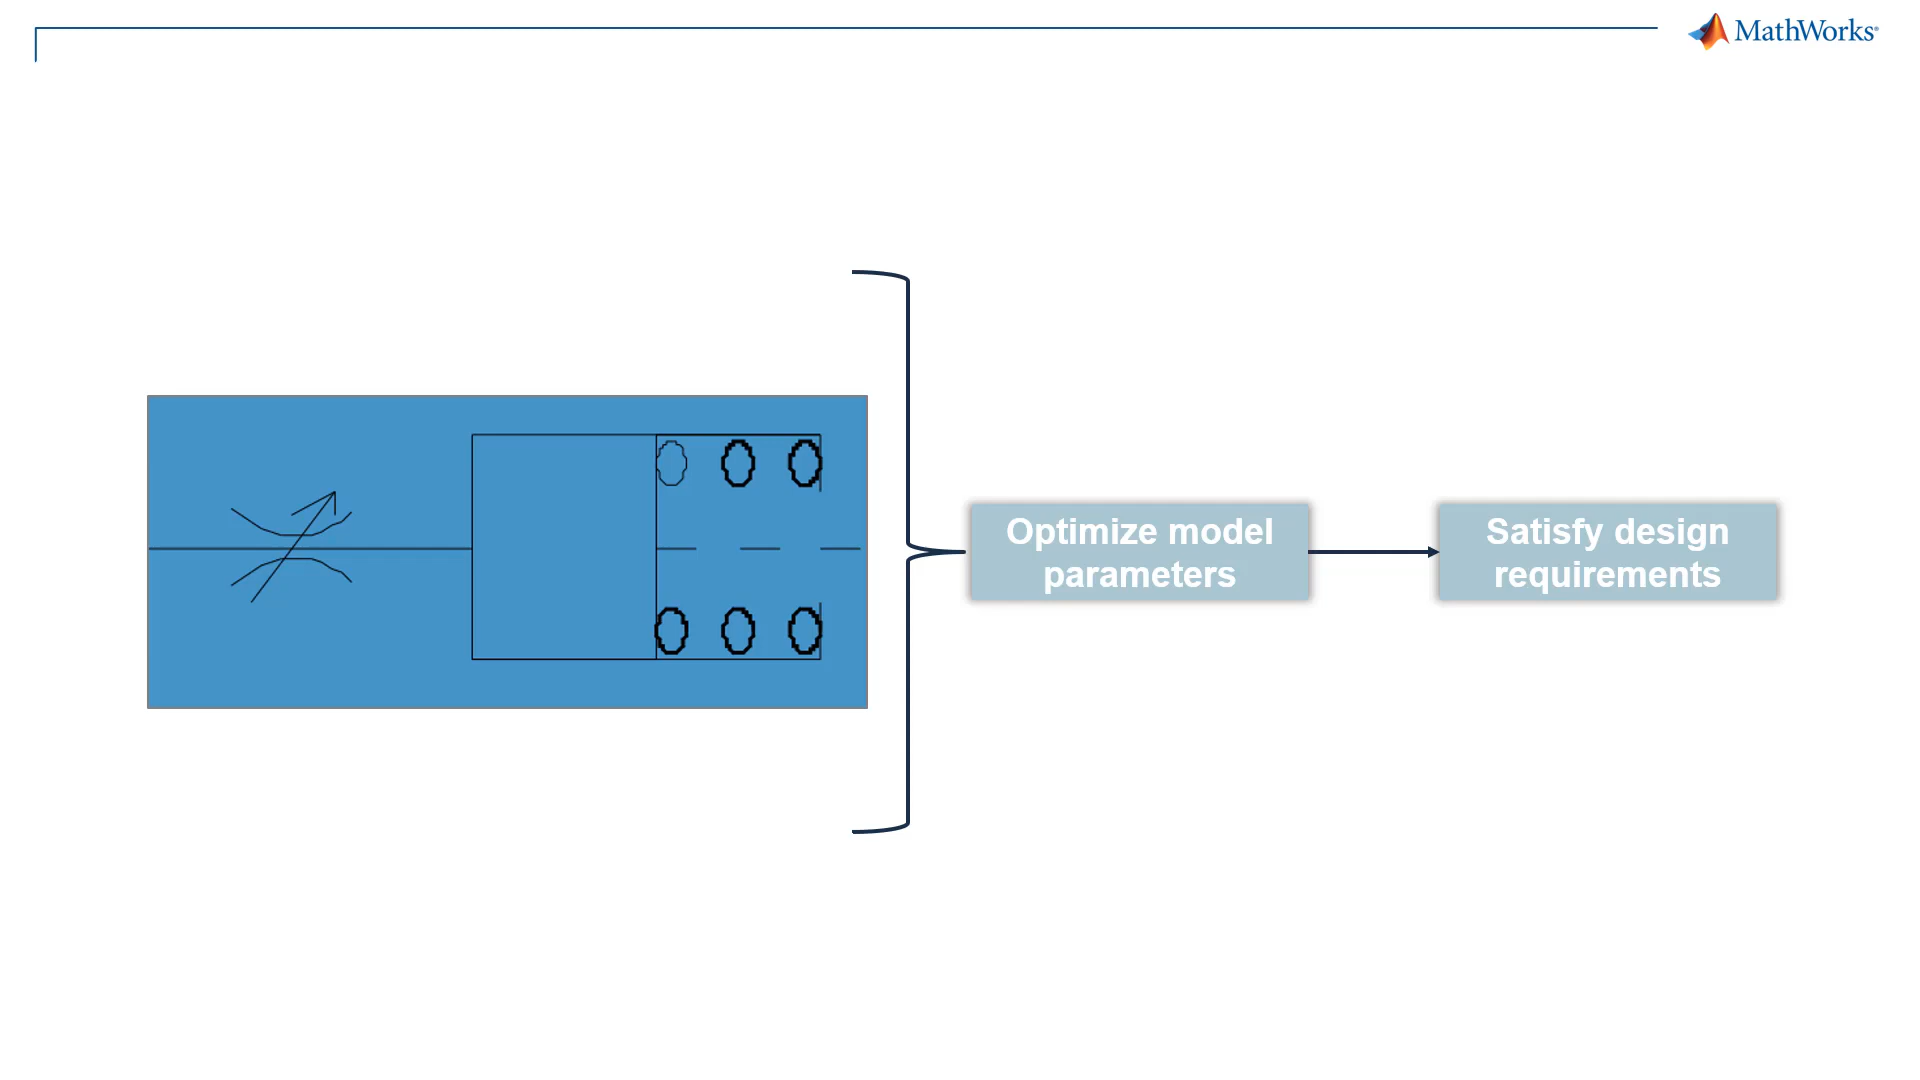 MathWorks®
Optimize model
parameters
Satisfy design
requirements